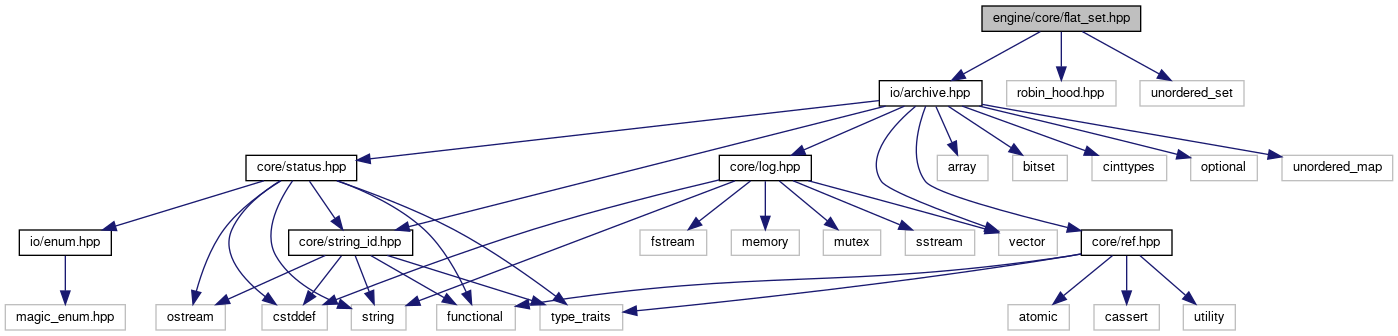 engine/core/flat_set.hpp
io/archive.hpp
robin_hood.hpp
unordered_set
core/status.hpp
core/log.hpp
array
bitset
cinttypes
optional
unordered_map
io/enum.hpp
core/string_id.hpp
fstream
memory
mutex
sstream
vector
core/ref.hpp
magic_enum.hpp
ostream
cstddef
string
functional
type_traits
atomic
cassert
utility